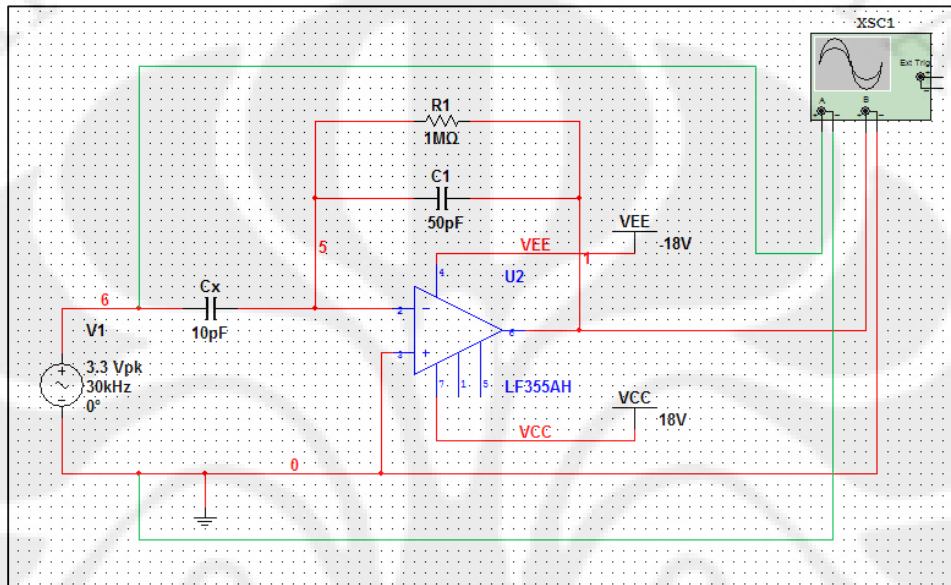 XSC1
Ext Trig
+
-
A
B
+ - + -
R1
1MΩ
C1
50pF
VEE
-18V
VEE
5
1
4
U2
Cx
10pF
6
2
-
6
3
+
V1
3.3 Vpk
30kHz
0°
+
-
7
1
5
LF355AH
VCC
18V
VCC
0